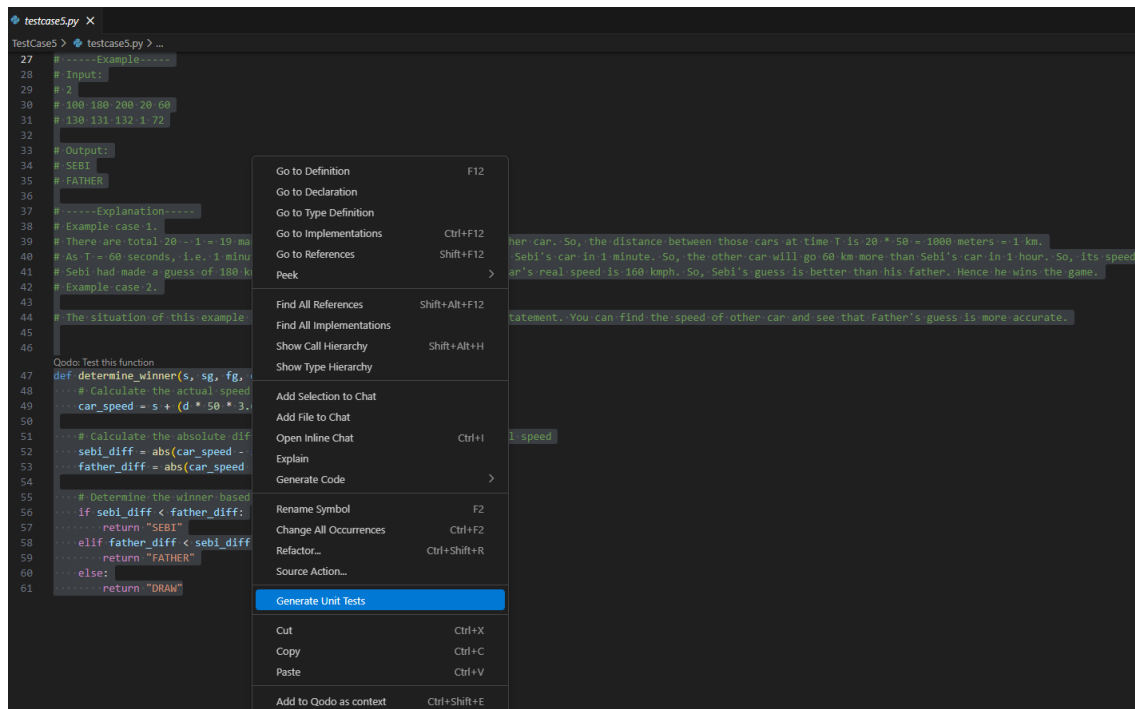 testcase5.py
TestCase5 > testcase5.py > ...
27 # -----Example-----
28 # Input:
29 # 2
30 # 100 180 200 20 60
31 # 130 131 132 1 72
32
33 # Output:
34 # SEBI
35 # FATHER
36
37 # -----Explanation-----
38 # Example case 1.
39 # There are total 20 - 1 = 19 ma her car. So, the distance between those cars at time T is 20 * 50 = 1000 meters = 1 km.
40 # As T = 60 seconds, i.e. 1 minu Sebi's car in 1 minute. So, the other car will go 60 km more than Sebi's car in 1 hour. So, its speed
41 # Sebi had made a guess of 180 k ar's real speed is 160 kmph. So, Sebi's guess is better than his father. Hence he wins the game.
42 # Example case 2.
43
44 # The situation of this example tatement. You can find the speed of other car and see that Father's guess is more accurate.
45
46
Qodo: Test this function
47 def determine_winner(s, sg, fg,
48 # Calculate the actual speed
49 car_speed = s + (d * 50 * 3.
50
51 # Calculate the absolute dif l speed
52 sebi_diff = abs(car_speed -
53 father_diff = abs(car_speed
54
55 # Determine the winner based
56 if sebi_diff < father_diff:
57 return "SEBI"
58 elif father_diff < sebi_diff
59 return "FATHER"
60 else:
61 return "DRAW"
Go to Definition F12
Go to Declaration
Go to Type Definition
Go to Implementations Ctrl+F12
Go to References Shift+F12
Peek >
Find All References Shift+Alt+F12
Find All Implementations
Show Call Hierarchy Shift+Alt+H
Show Type Hierarchy
Add Selection to Chat
Add File to Chat
Open Inline Chat Ctrl+I
Explain
Generate Code >
Rename Symbol F2
Change All Occurrences Ctrl+F2
Refactor... Ctrl+Shift+R
Source Action...
Generate Unit Tests
Cut Ctrl+X
Copy Ctrl+C
Paste Ctrl+V
Add to Qodo as context Ctrl+Shift+E